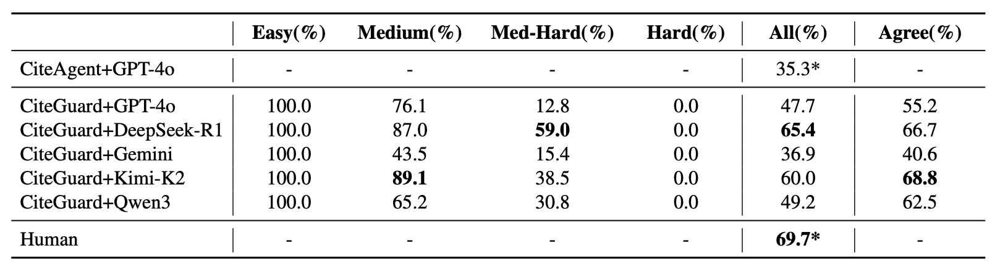 Easy(%) Medium(%) Med-Hard(%) Hard(%) All(%) Agree(%)
CiteAgent+GPT-4o - - - - 35.3* -
CiteGuard+GPT-4o 100.0 76.1 12.8 0.0 47.7 55.2
CiteGuard+DeepSeek-R1 100.0 87.0 59.0 0.0 65.4 66.7
CiteGuard+Gemini 100.0 43.5 15.4 0.0 36.9 40.6
CiteGuard+Kimi-K2 100.0 89.1 38.5 0.0 60.0 68.8
CiteGuard+Qwen3 100.0 65.2 30.8 0.0 49.2 62.5
Human - - - - 69.7* -